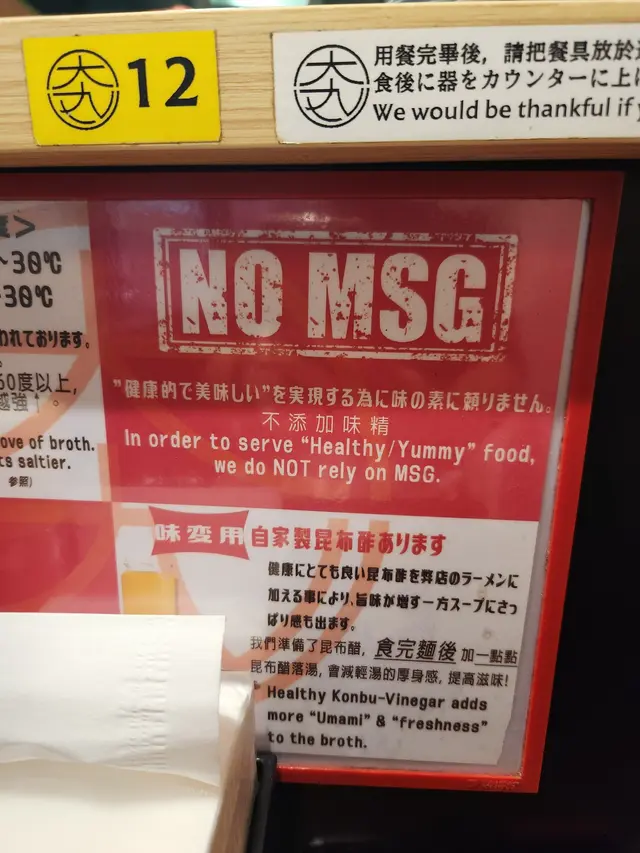 大丸 12
用餐完畢後，請把餐具放於
食後に器をカウンターに上
We would be thankful if
>
~30℃
-30℃
われております。
60度以上,
越強↑。
ove of broth.
ts saltier.
参照)
NO MSG
"健康的で美味しい"を実現する為に味の素に頼りません。
不添加味精
In order to serve "Healthy/Yummy" food,
we do NOT rely on MSG.
味変用 自家製昆布酢あります
健康にとても良い昆布酢を弊店のラーメンに
加える事により、旨味が増す一方スープにさっ
ぱり感も出ます。
我們準備了昆布醋, 食完麵後 加一點點
昆布醋落湯, 會減輕湯的厚身感, 提高滋味!
Healthy Konbu-Vinegar adds
more "Umami" & "freshness"
to the broth.